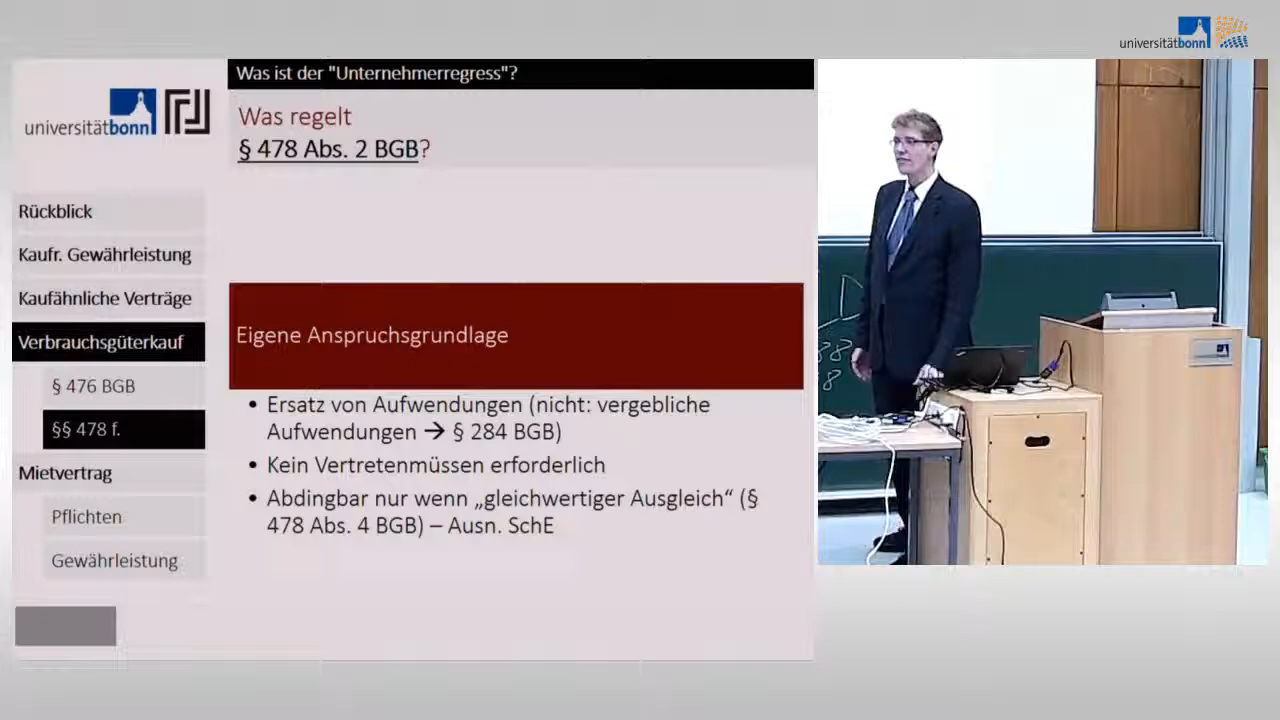 universitätbonn
Was ist der "Unternehmerregress"?
universitätbonn
Was regelt
§ 478 Abs. 2 BGB?
Rückblick
Kaufr. Gewährleistung
Kaufähnliche Verträge
Verbrauchsgüterkauf
§ 476 BGB
§§ 478 f.
Mietvertrag
Pflichten
Gewährleistung
Eigene Anspruchsgrundlage
• Ersatz von Aufwendungen (nicht: vergebliche
Aufwendungen → § 284 BGB)
• Kein Vertretenmüssen erforderlich
• Abdingbar nur wenn „gleichwertiger Ausgleich“ (§
478 Abs. 4 BGB) – Ausn. SchE